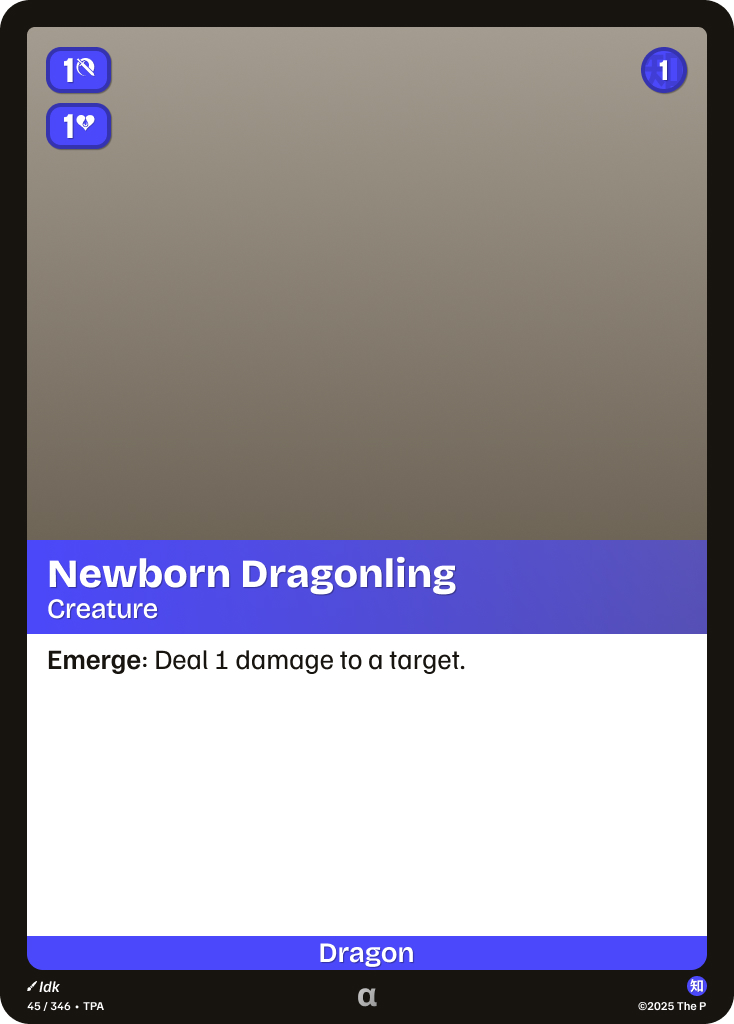 1
1
1
Newborn Dragonling
Creature
Emerge: Deal 1 damage to a target.
Dragon
Idk
α
知
45 / 346 • TPA
©2025 The P